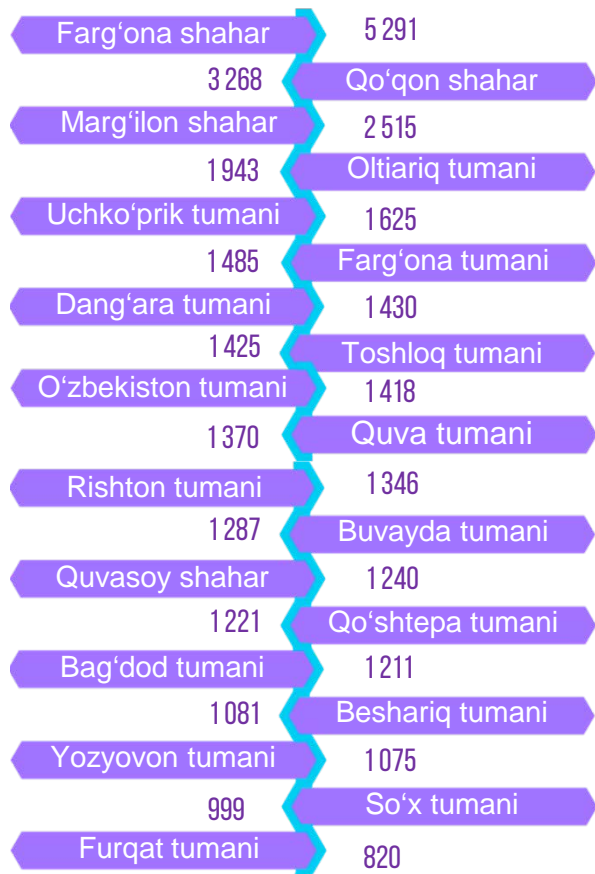 Farg‘ona shahar 5 291
3 268 Qo‘qon shahar
Marg‘ilon shahar 2 515
1 943 Oltiariq tumani
Uchko‘prik tumani 1 625
1 485 Farg‘ona tumani
Dang‘ara tumani 1 430
1 425 Toshloq tumani
O‘zbekiston tumani 1 418
1 370 Quva tumani
Rishton tumani 1 346
1 287 Buvayda tumani
Quvasoy shahar 1 240
1 221 Qo‘shtepa tumani
Bag‘dod tumani 1 211
1 081 Beshariq tumani
Yozyovon tumani 1 075
999 So‘x tumani
Furqat tumani 820